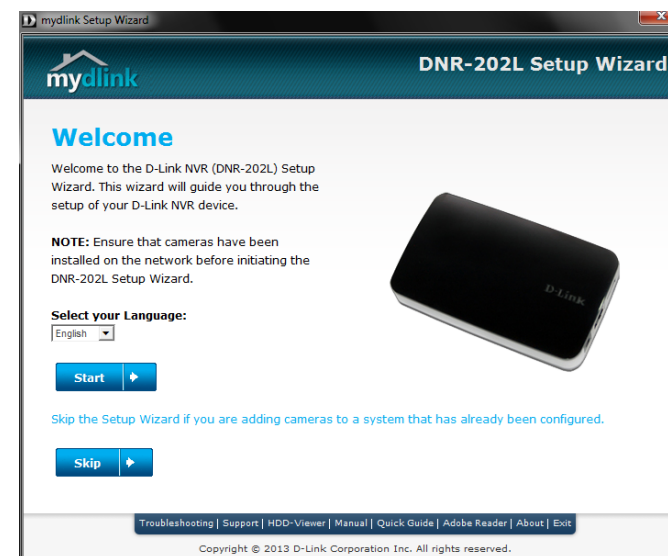 mydlink Setup Wizard
mydlink
DNR-202L Setup Wizard
Welcome
Welcome to the D-Link NVR (DNR-202L) Setup
Wizard. This wizard will guide you through the
setup of your D-Link NVR device.
NOTE: Ensure that cameras have been
installed on the network before initiating the
DNR-202L Setup Wizard.
D-Link
Select your Language:
English
Start
Skip the Setup Wizard if you are adding cameras to a system that has already been configured.
Skip
Troubleshooting | Support | HDD-Viewer | Manual | Quick Guide | Adobe Reader | About | Exit
Copyright © 2013 D-Link Corporation Inc. All rights reserved.